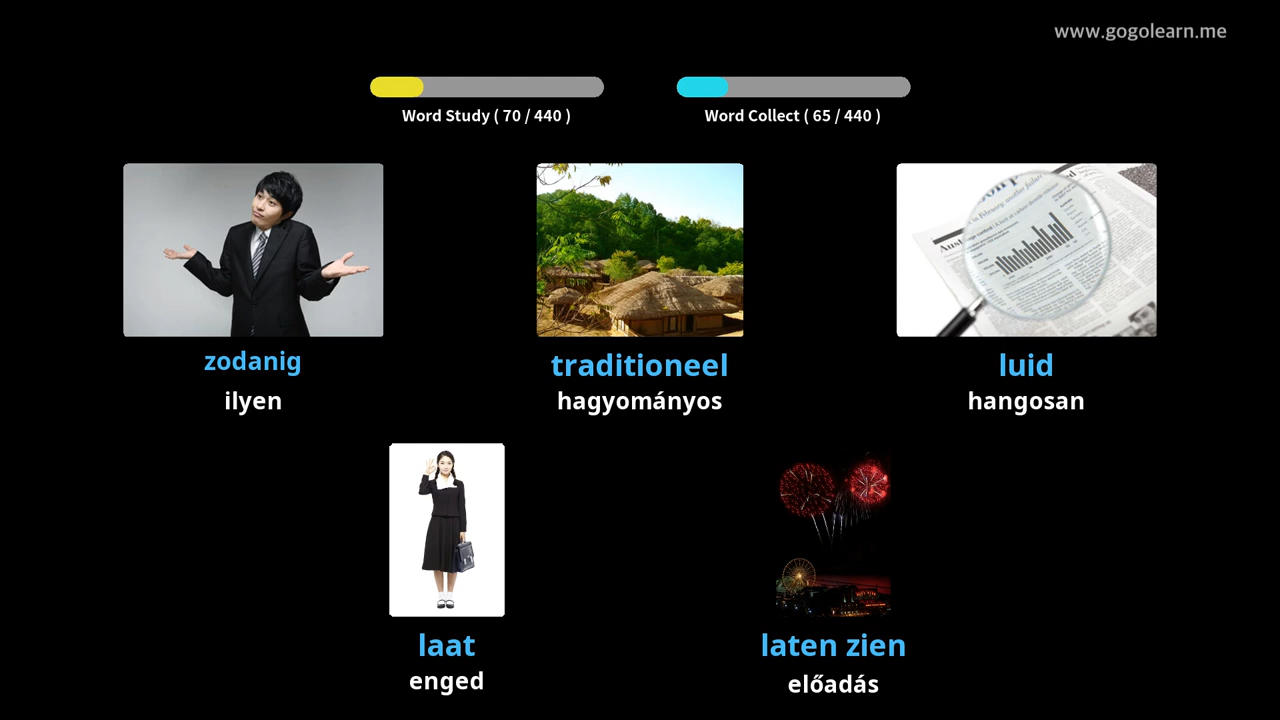 www.gogolearn.me
Word Study ( 70 / 440 )
Word Collect ( 65 / 440 )
zodanig
ilyen
traditioneel
hagyományos
luid
hangosan
laat
enged
laten zien
előadás